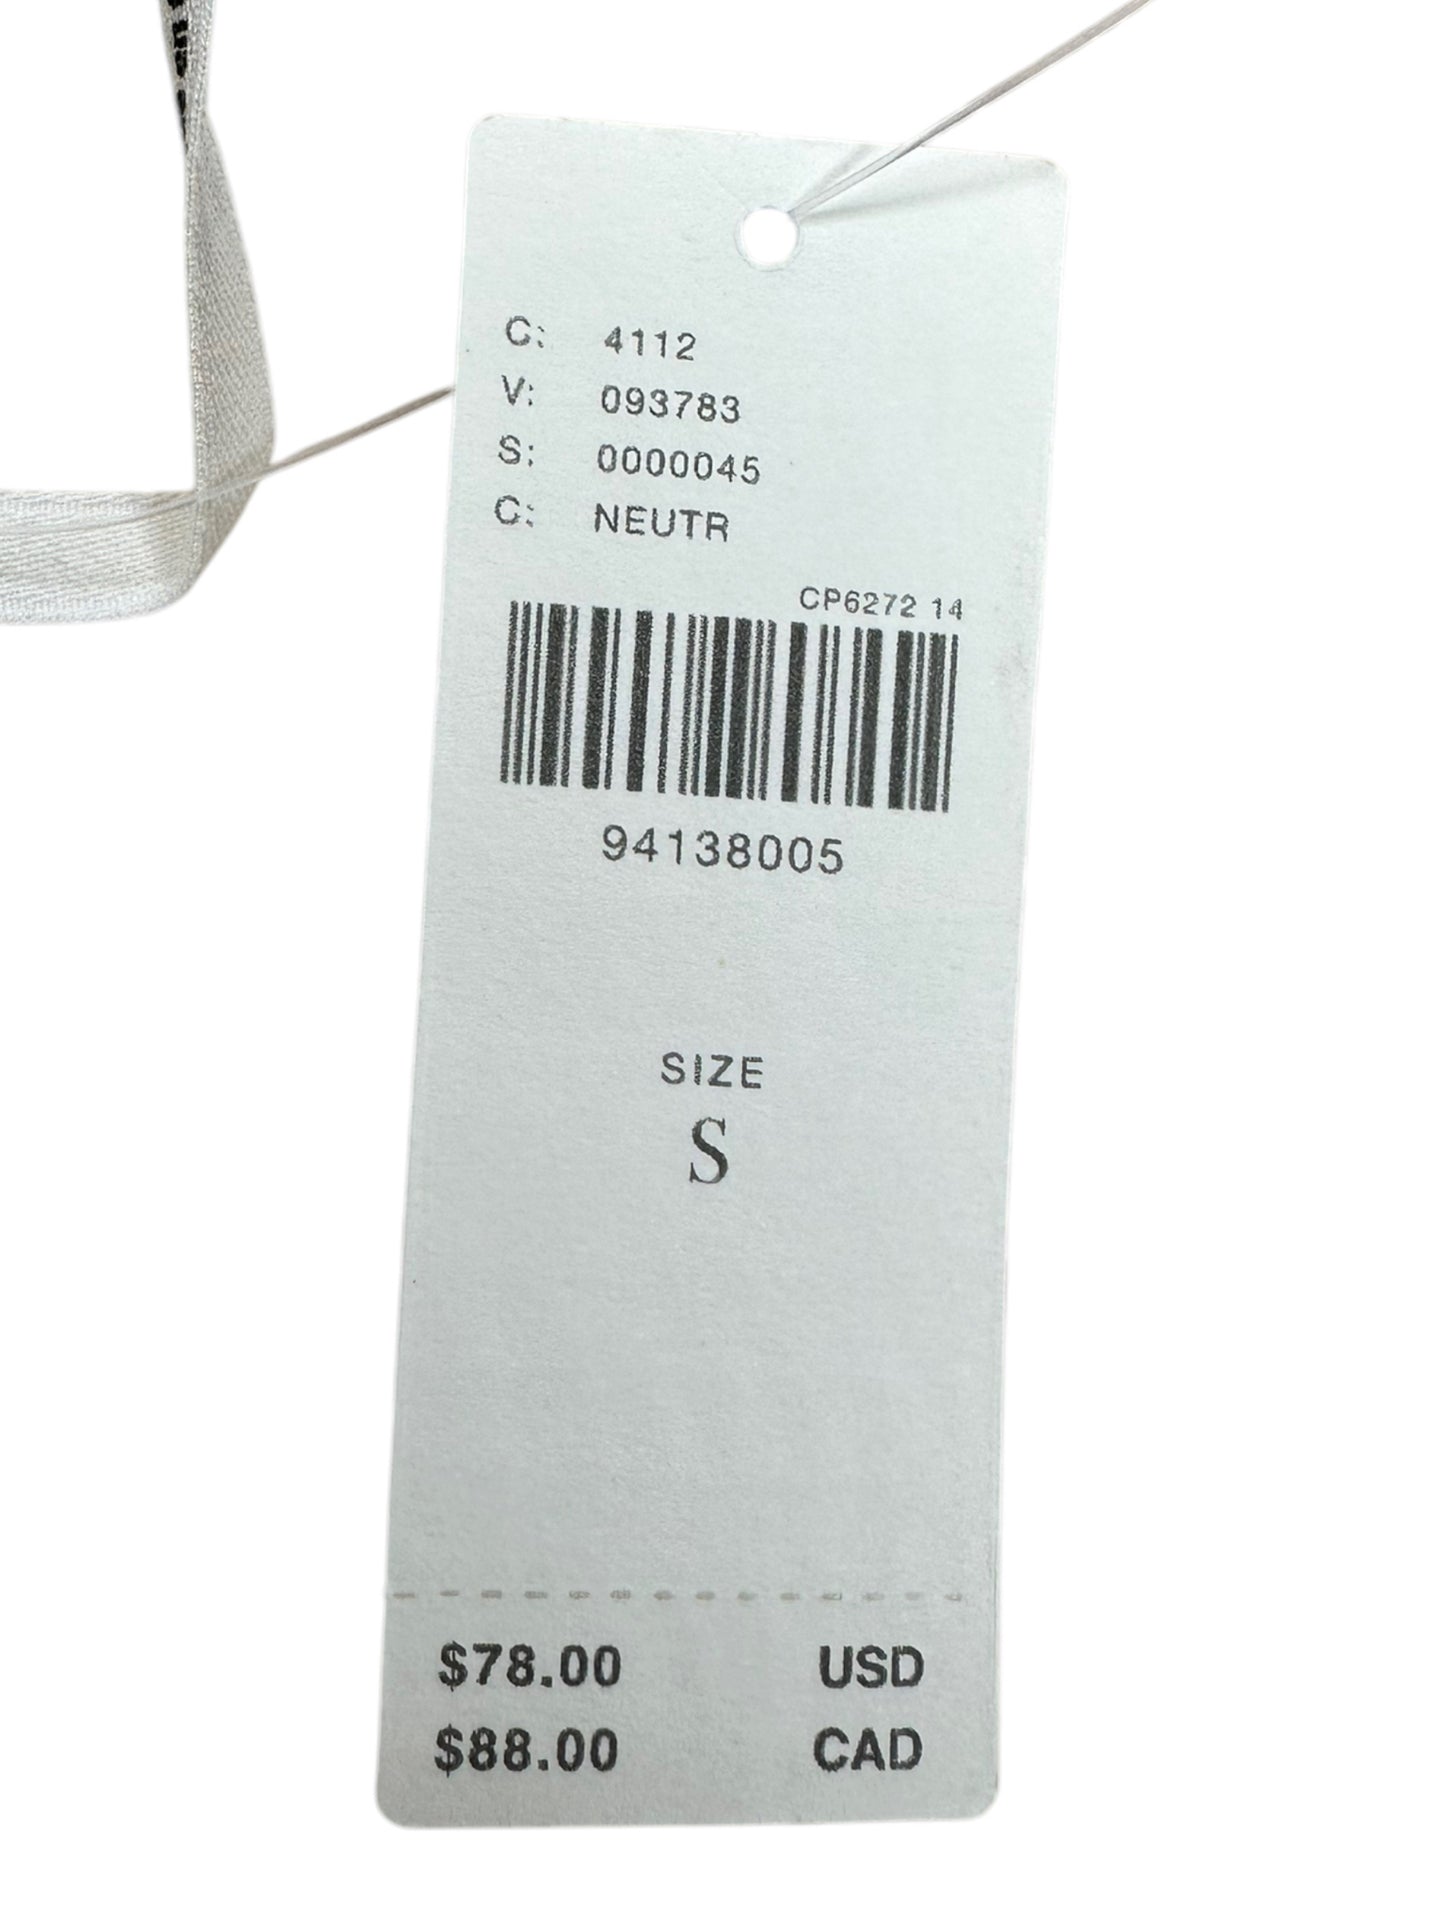 C: 4112
V: 093783
S: 0000045
C: NEUTR
CP6272 14
94138005
SIZE
S
$78.00 USD
$88.00 CAD